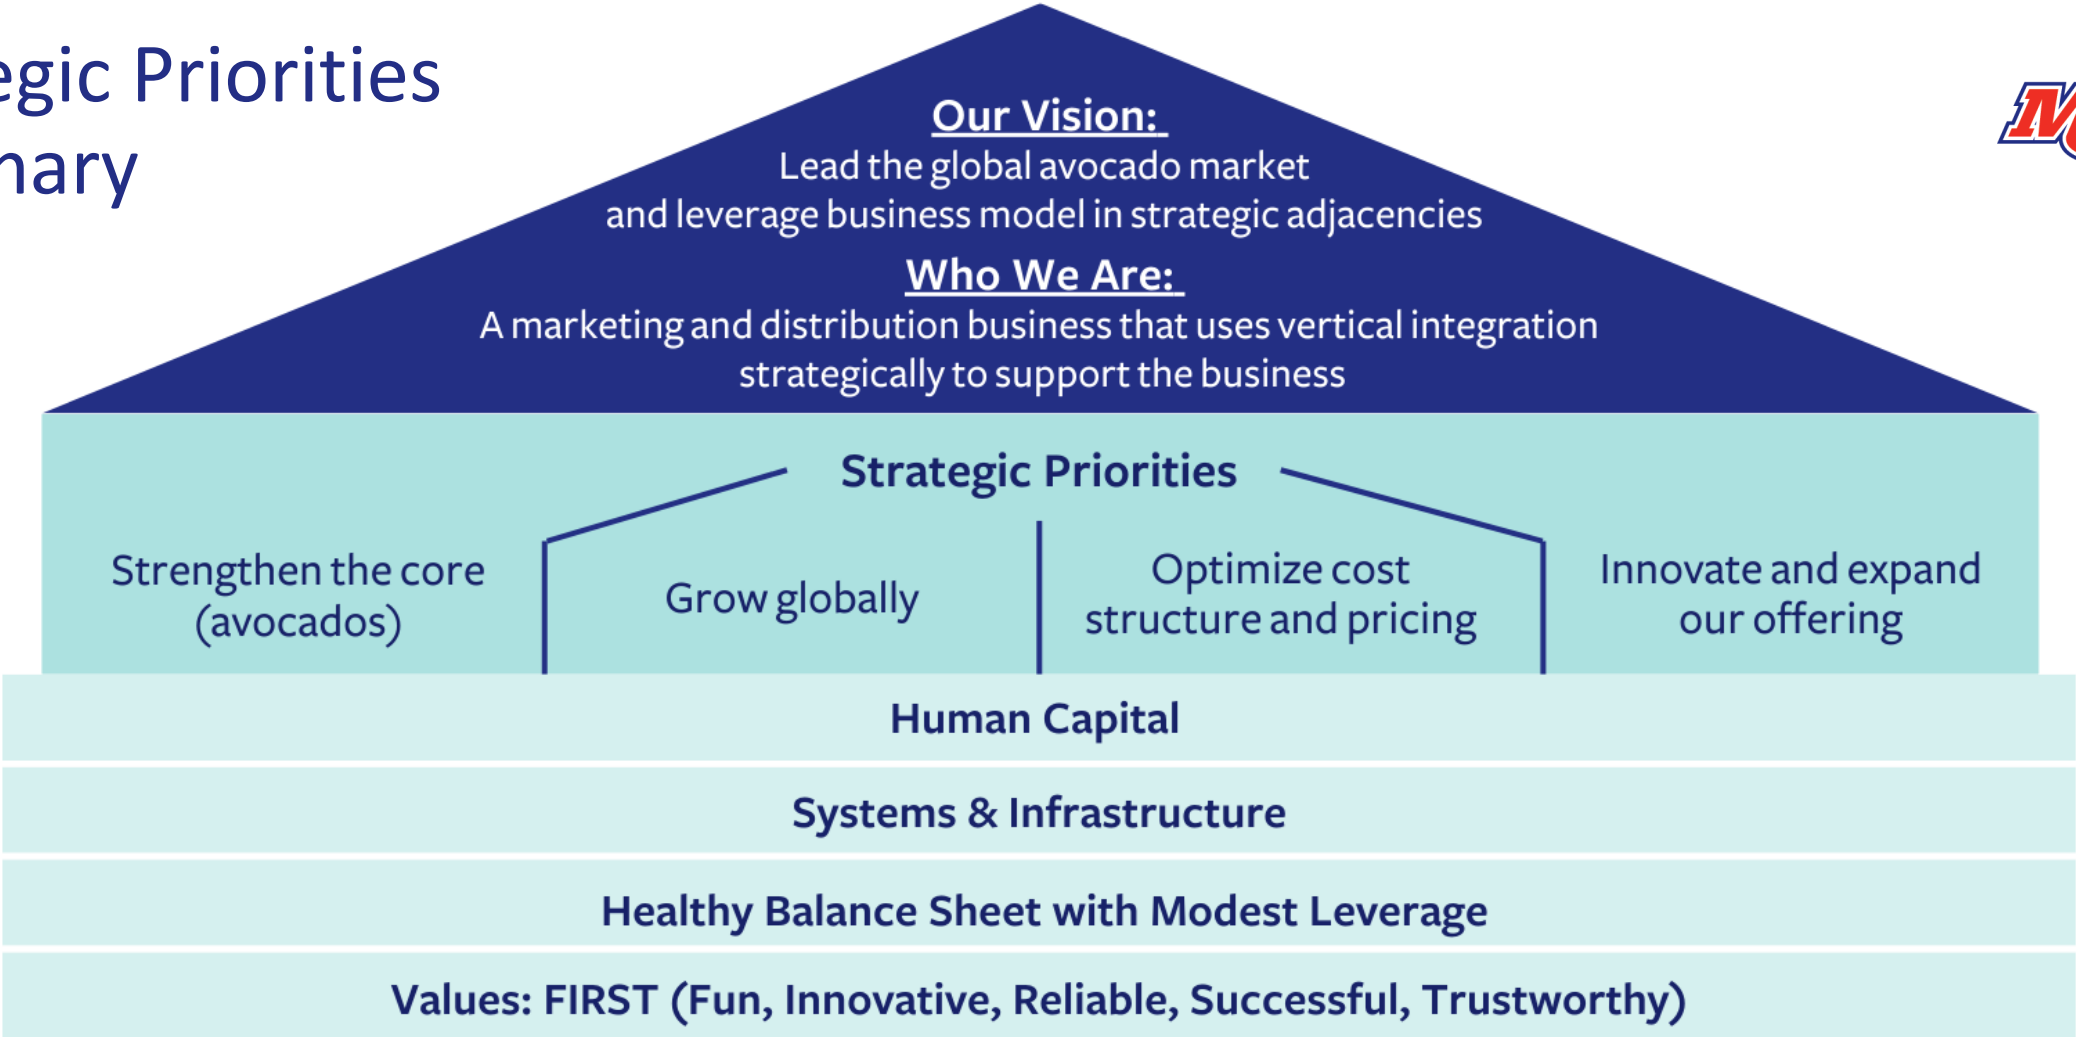 egic Priorities
nary
Our Vision:
Lead the global avocado market
and leverage business model in strategic adjacencies
Who We Are:
A marketing and distribution business that uses vertical integration
strategically to support the business
Strategic Priorities
Strengthen the core
(avocados)
Grow globally
Optimize cost
structure and pricing
Innovate and expand
our offering
Human Capital
Systems & Infrastructure
Healthy Balance Sheet with Modest Leverage
Values: FIRST (Fun, Innovative, Reliable, Successful, Trustworthy)